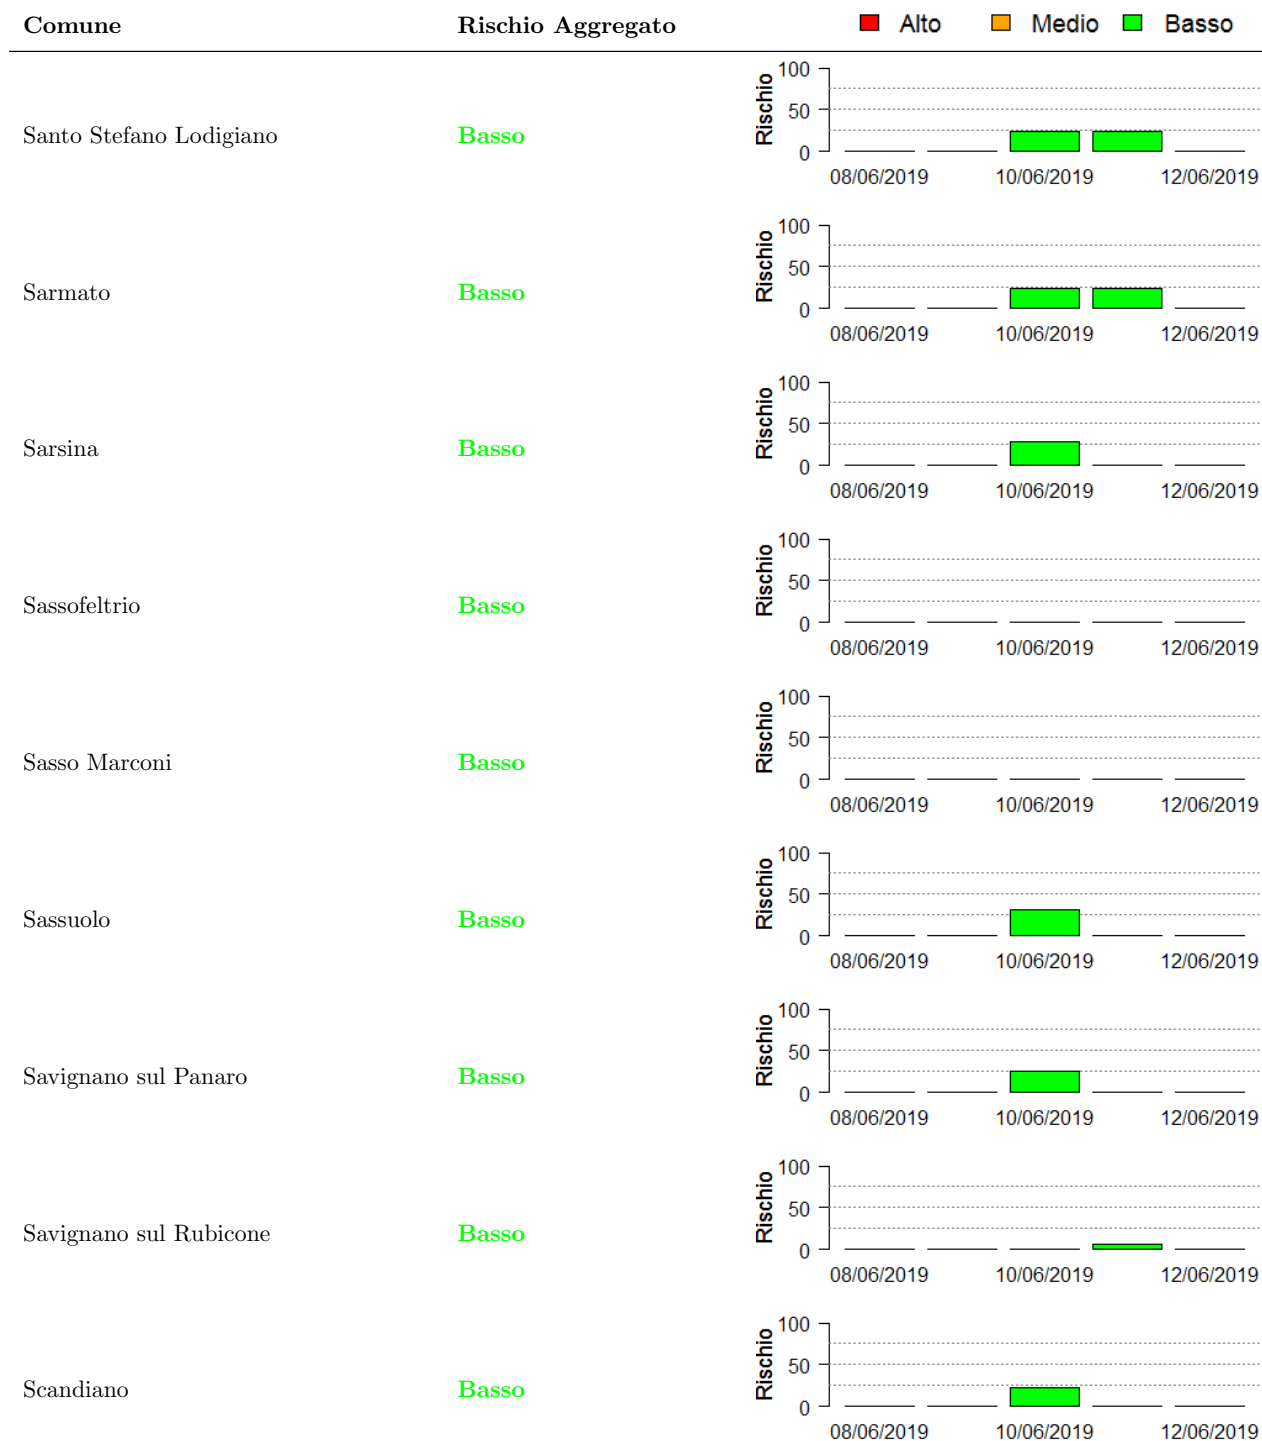 Comune Rischio Aggregato Alto Medio Basso
Santo Stefano Lodigiano Basso
Rischio
100
50
0
08/06/2019 10/06/2019 12/06/2019
Sarmato Basso
Rischio
100
50
0
08/06/2019 10/06/2019 12/06/2019
Sarsina Basso
Rischio
100
50
0
08/06/2019 10/06/2019 12/06/2019
Sassofeltrio Basso
Rischio
100
50
0
08/06/2019 10/06/2019 12/06/2019
Sasso Marconi Basso
Rischio
100
50
0
08/06/2019 10/06/2019 12/06/2019
Sassuolo Basso
Rischio
100
50
0
08/06/2019 10/06/2019 12/06/2019
Savignano sul Panaro Basso
Rischio
100
50
0
08/06/2019 10/06/2019 12/06/2019
Savignano sul Rubicone Basso
Rischio
100
50
0
08/06/2019 10/06/2019 12/06/2019
Scandiano Basso
Rischio
100
50
0
08/06/2019 10/06/2019 12/06/2019